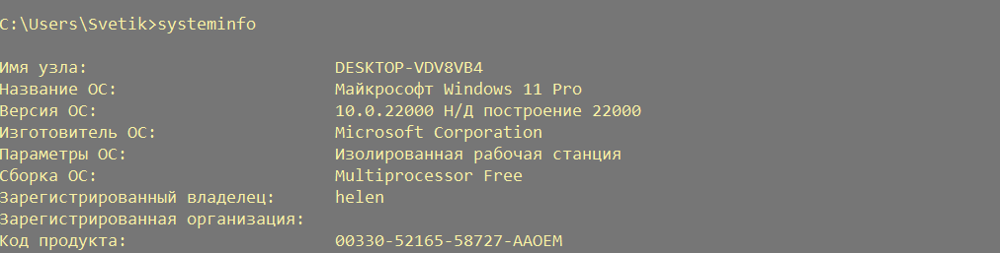 C:\Users\Svetik>systeminfo
Имя узла: DESKTOP-VDV8VB4
Название ОС: Майкрософт Windows 11 Pro
Версия ОС: 10.0.22000 Н/Д построение 22000
Изготовитель ОС: Microsoft Corporation
Параметры ОС: Изолированная рабочая станция
Сборка ОС: Multiprocessor Free
Зарегистрированный владелец: helen
Зарегистрированная организация:
Код продукта: 00330-52165-58727-AAOEM